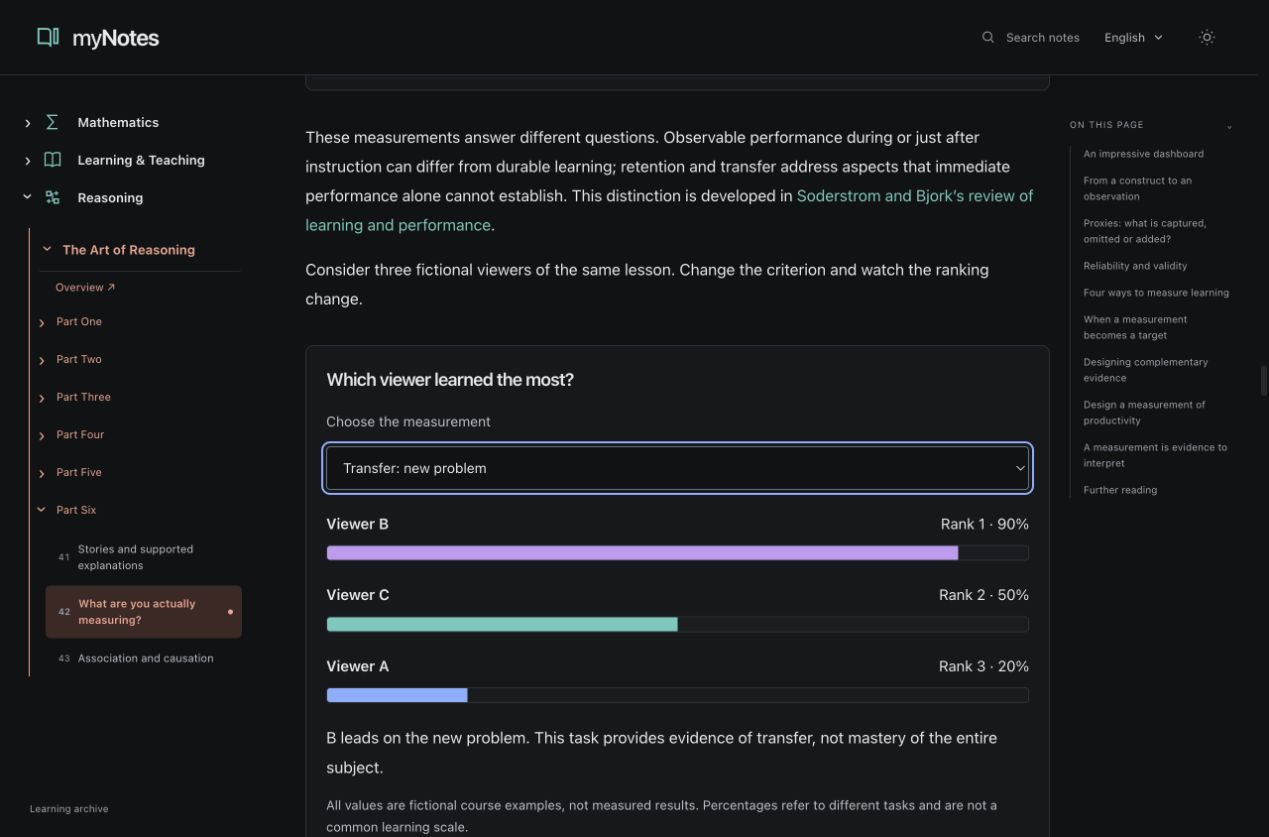 myNotes
Search notes
English
Mathematics
Learning & Teaching
Reasoning
The Art of Reasoning
Overview ↗
Part One
Part Two
Part Three
Part Four
Part Five
Part Six
41 Stories and supported
explanations
42 What are you actually
measuring?
43 Association and causation
Learning archive
These measurements answer different questions. Observable performance during or just after
instruction can differ from durable learning; retention and transfer address aspects that immediate
performance alone cannot establish. This distinction is developed in Soderstrom and Bjork‘s review of
learning and performance.
Consider three fictional viewers of the same lesson. Change the criterion and watch the ranking
change.
Which viewer learned the most?
Choose the measurement
Transfer: new problem
Viewer B Rank 1 · 90%
Viewer C Rank 2 · 50%
Viewer A Rank 3 · 20%
B leads on the new problem. This task provides evidence of transfer, not mastery of the entire
subject.
All values are fictional course examples, not measured results. Percentages refer to different tasks and are not a
common learning scale.
ON THIS PAGE
An impressive dashboard
From a construct to an
observation
Proxies: what is captured,
omitted or added?
Reliability and validity
Four ways to measure learning
When a measurement
becomes a target
Designing complementary
evidence
Design a measurement of
productivity
A measurement is evidence to
interpret
Further reading